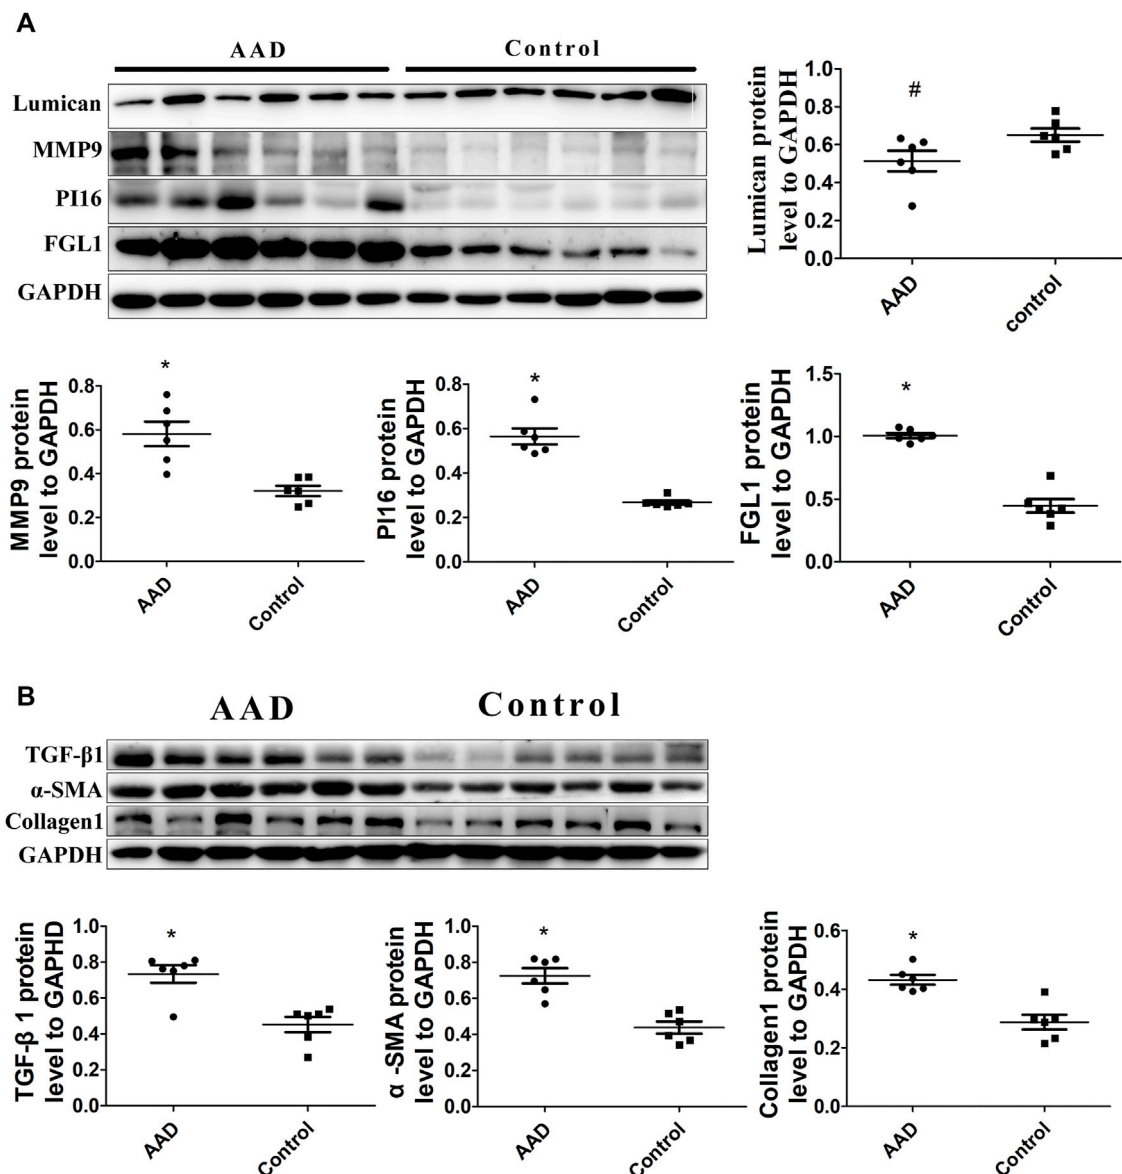 A
AAD Control
Lumican
MMP9
PI16
FGL1
GAPDH
Lumican protein
level to GAPDH
1.0
0.8
0.6
0.4
0.2
0.0
#
AAD
control
MMP9 protein
level to GAPDH
0.8
0.6
0.4
0.2
0.0
*
AAD
Control
PI16 protein
level to GAPDH
0.8
0.6
0.4
0.2
0.0
*
AAD
Control
FGL1 protein
level to GAPDH
1.5
1.0
0.5
0.0
*
AAD
Control
B
AAD Control
TGF-β1
α-SMA
Collagen1
GAPDH
TGF-β 1 protein
level to GAPHD
1.0
0.8
0.6
0.4
0.2
0.0
*
AAD
Control
α -SMA protein
level to GAPDH
1.0
0.8
0.6
0.4
0.2
0.0
*
AAD
Control
Collagen1 protein
level to GAPDH
0.6
0.4
0.2
0.0
*
AAD
Control